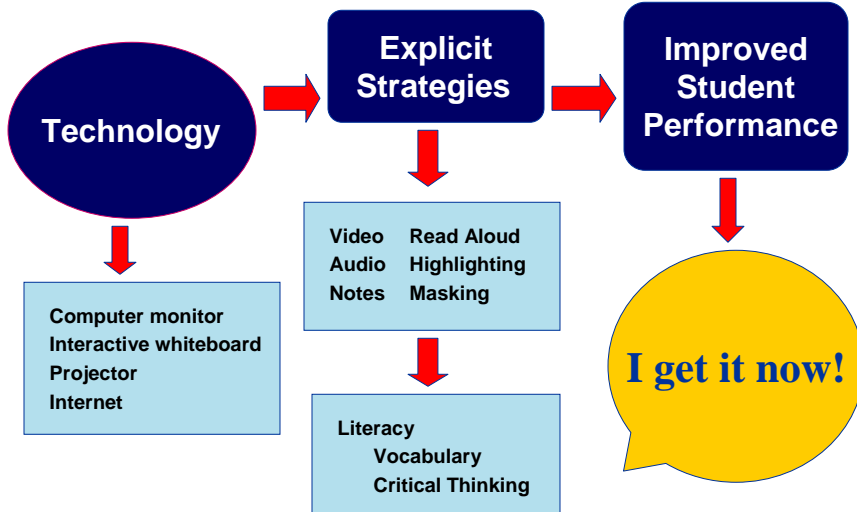 Technology
Explicit
Strategies
Improved
Student
Performance
Computer monitor
Interactive whiteboard
Projector
Internet
Video Read Aloud
Audio Highlighting
Notes Masking
Literacy
Vocabulary
Critical Thinking
I get it now!